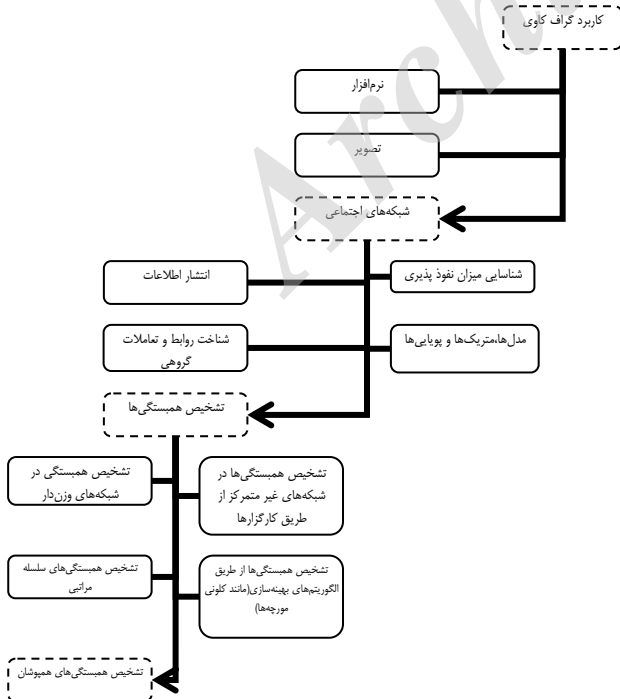 کاربرد گراف کاوی
نرم‌افزار
تصویر
شبکه‌های اجتماعی
شناسایی میزان نفوذ پذیری
انتشار اطلاعات
مدل‌ها،متریک‌ها و پویایی‌ها
شناخت روابط و تعاملات
گروهی
تشخیص همبستگی‌ها
تشخیص همبستگی‌ها در
شبکه‌های غیر متمرکز از
طریق کارگزارها
تشخیص همبستگی در
شبکه‌های وزن‌دار
تشخیص همبستگی‌ها از طریق
الگوریتم‌های بهینه‌سازی(مانند کلونی
مورچه‌ها)
تشخیص همبستگی‌های سلسله
مراتبی
تشخیص همبستگی‌های همپوشان